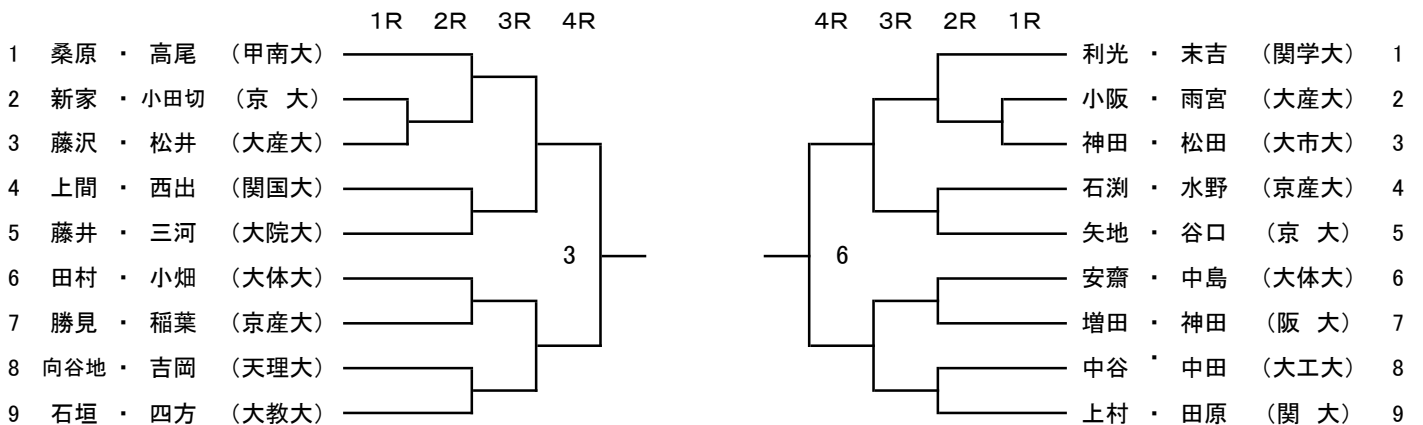 1R 2R 3R 4R
1 桑原 ・ 高尾 （甲南大）
2 新家 ・ 小田切 （京 大）
3 藤沢 ・ 松井 （大産大）
4 上間 ・ 西出 （関国大）
5 藤井 ・ 三河 （大院大）
3
6 田村 ・ 小畑 （大体大）
7 勝見 ・ 稲葉 （京産大）
8 向谷地 ・ 吉岡 （天理大）
9 石垣 ・ 四方 （大教大）
4R 3R 2R 1R
利光 ・ 末吉 （関学大） 1
小阪 ・ 雨宮 （大産大） 2
神田 ・ 松田 （大市大） 3
石渕 ・ 水野 （京産大） 4
矢地 ・ 谷口 （京 大） 5
6
安齋 ・ 中島 （大体大） 6
増田 ・ 神田 （阪 大） 7
中谷 ・ 中田 （大工大） 8
上村 ・ 田原 （関 大） 9